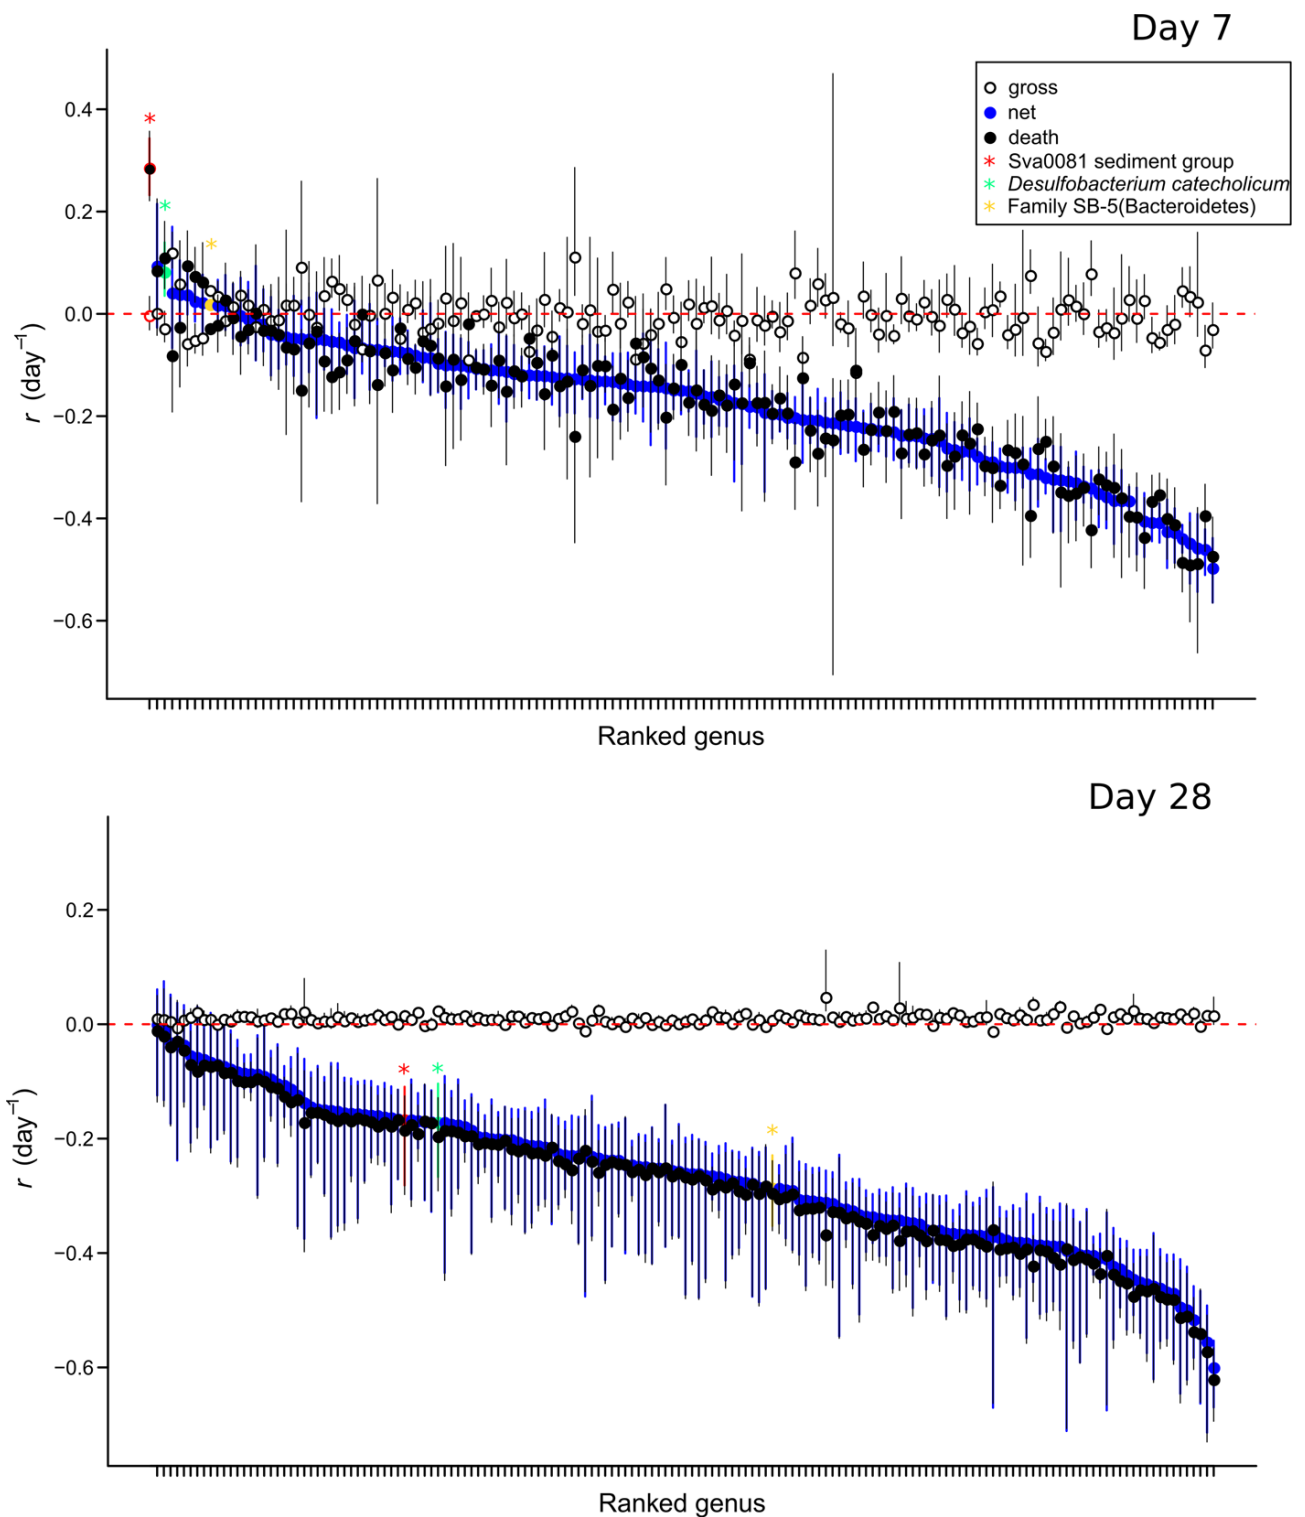 Day 7
gross
net
death
Sva0081 sediment group
Desulfobacterium catecholicum
Family SB-5(Bacteroidetes)
0.4
0.2
0.0
−0.2
−0.4
−0.6
r (day⁻¹)
Ranked genus
Day 28
0.2
0.0
−0.2
−0.4
−0.6
r (day⁻¹)
Ranked genus